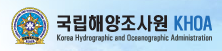 국립해양조사원 KHOA
Korea Hydrographic and Oceanographic Administration